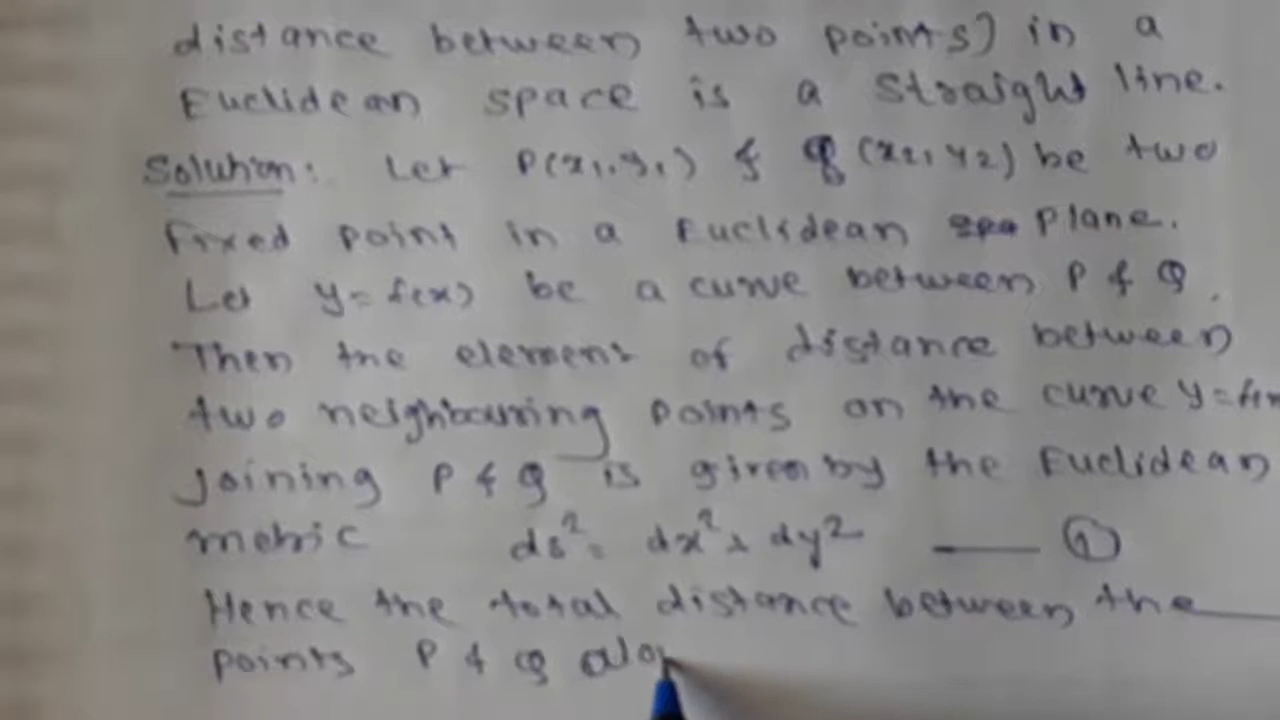 distance between two points) in a
Euclidean space is a straight line.
Solution: Let P(x₁, y₁) & Q (x₂, y₂) be two
fixed point in a Euclidean plane.
Let y = f(x) be a curve between P & Q.
Then the element of distance between
two neighbouring points on the curve y = f(x
joining P & Q is given by the Euclidean
metric ds² = dx² + dy² —— ①
Hence the total distance between the
points P & Q alo